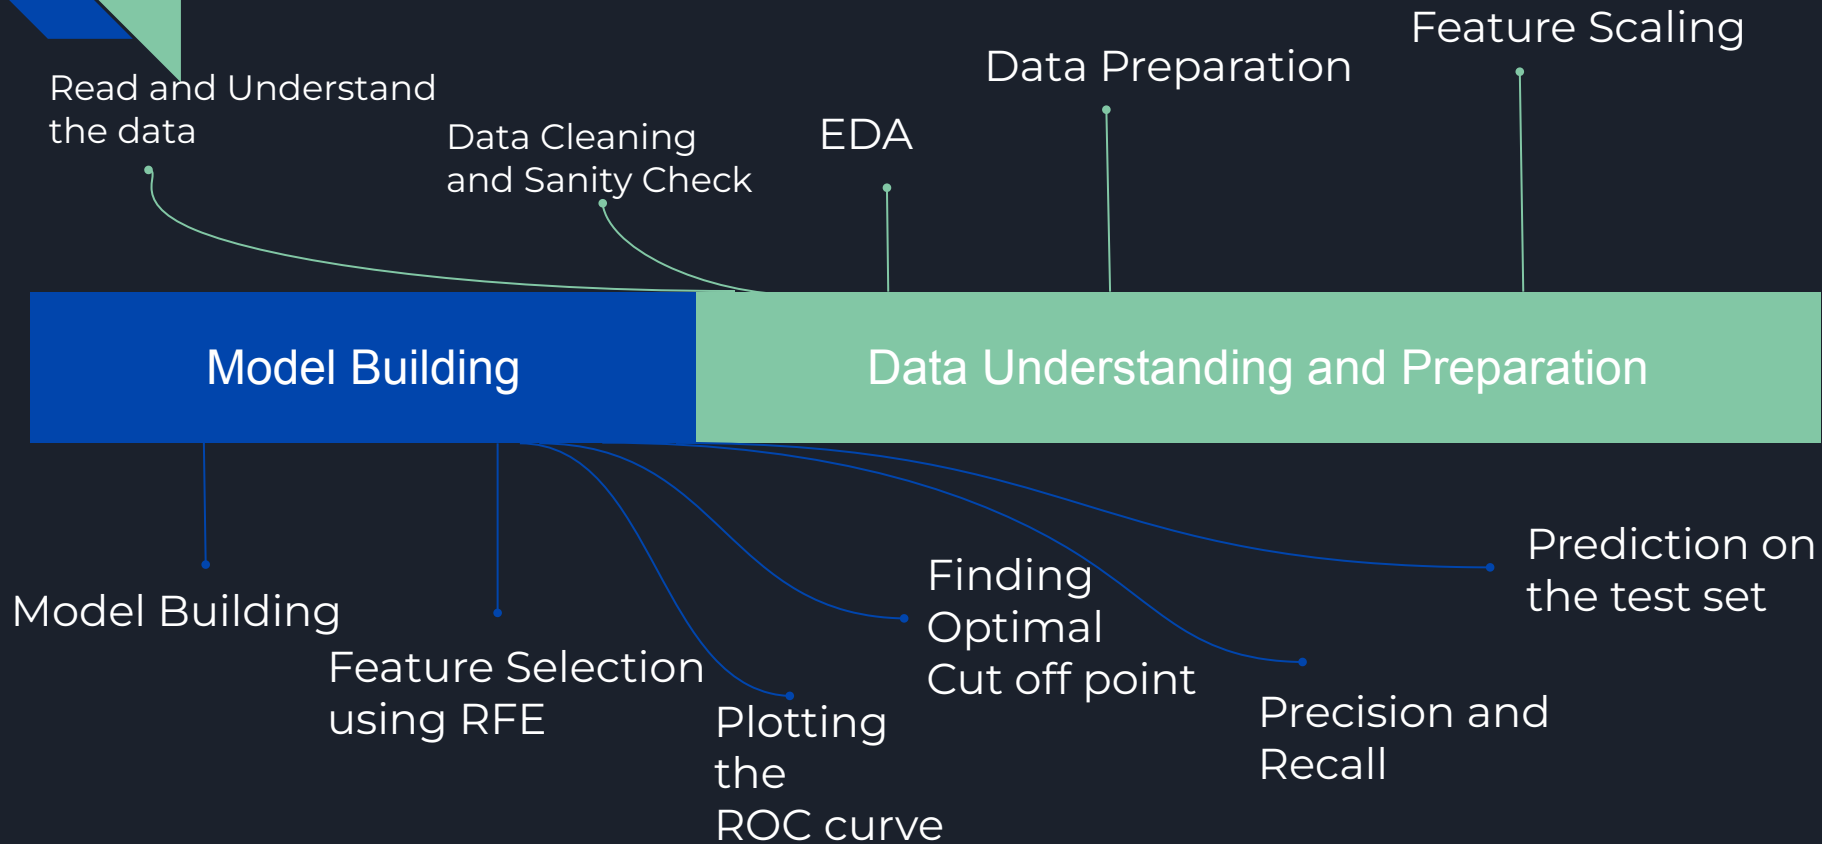 Feature Scaling
Data Preparation
Read and Understand
the data
Data Cleaning
and Sanity Check
EDA
Model Building
Data Understanding and Preparation
Model Building
Feature Selection
using RFE
Plotting
the
ROC curve
Finding
Optimal
Cut off point
Precision and
Recall
Prediction on
the test set